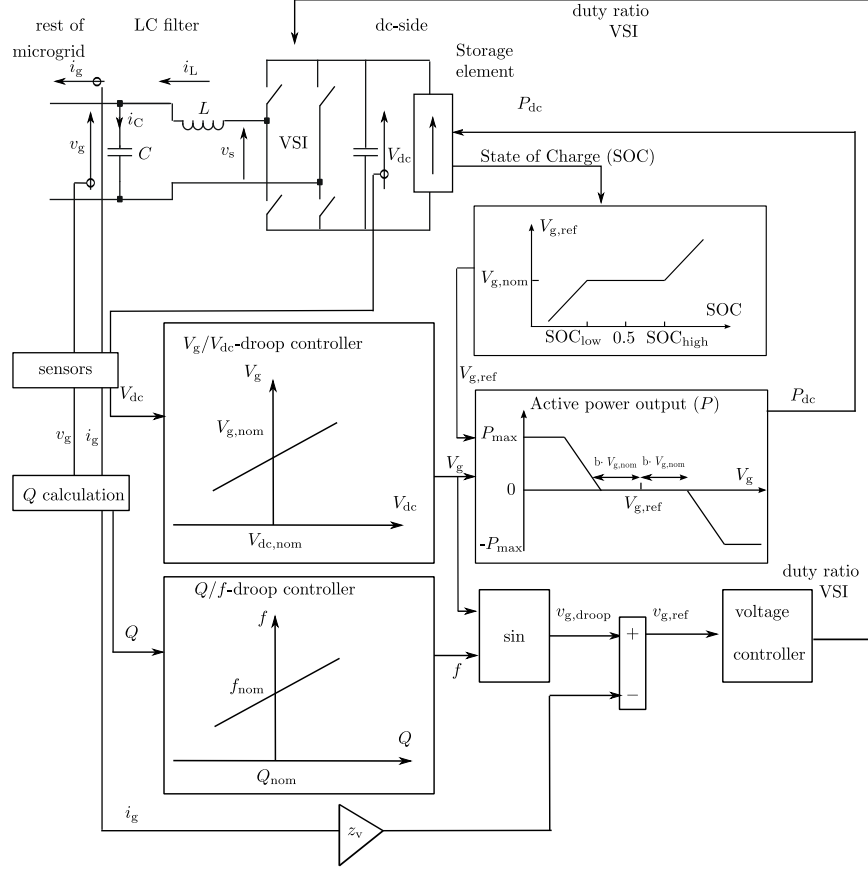 rest of
microgrid
LC filter
dc-side
duty ratio
VSI
Storage
element
i_g
i_L
L
i_C
v_g
C
v_s
VSI
V_dc
P_dc
State of Charge (SOC)
V_g,ref
V_g,nom
SOC
SOC_low
0.5
SOC_high
V_g/V_dc-droop controller
V_g
V_g,nom
V_dc
V_dc,nom
sensors
V_dc
v_g
i_g
V_g,ref
V_g
Active power output (P)
P_dc
P_max
b· V_g,nom
b· V_g,nom
V_g
0
V_g,ref
-P_max
Q calculation
Q/f-droop controller
f
f_nom
Q
Q_nom
Q
f
sin
v_g,droop
+
−
v_g,ref
voltage
controller
duty ratio
VSI
i_g
z_v